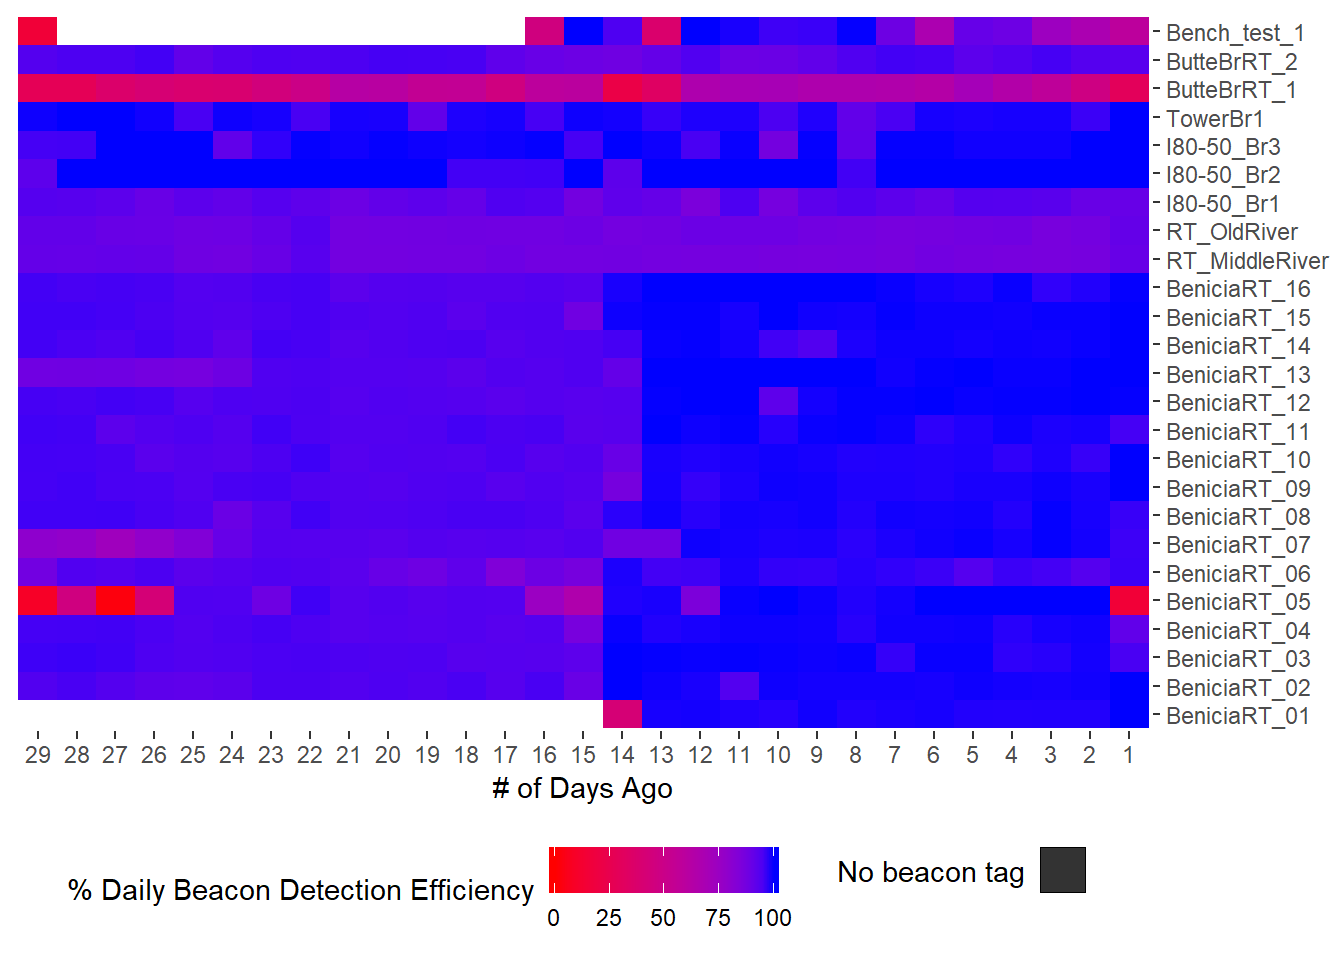 Bench_test_1
ButteBrRT_2
ButteBrRT_1
TowerBr1
I80-50_Br3
I80-50_Br2
I80-50_Br1
RT_OldRiver
RT_MiddleRiver
BeniciaRT_16
BeniciaRT_15
BeniciaRT_14
BeniciaRT_13
BeniciaRT_12
BeniciaRT_11
BeniciaRT_10
BeniciaRT_09
BeniciaRT_08
BeniciaRT_07
BeniciaRT_06
BeniciaRT_05
BeniciaRT_04
BeniciaRT_03
BeniciaRT_02
BeniciaRT_01
29 28 27 26 25 24 23 22 21 20 19 18 17 16 15 14 13 12 11 10 9 8 7 6 5 4 3 2 1
# of Days Ago
% Daily Beacon Detection Efficiency
0 25 50 75 100
No beacon tag